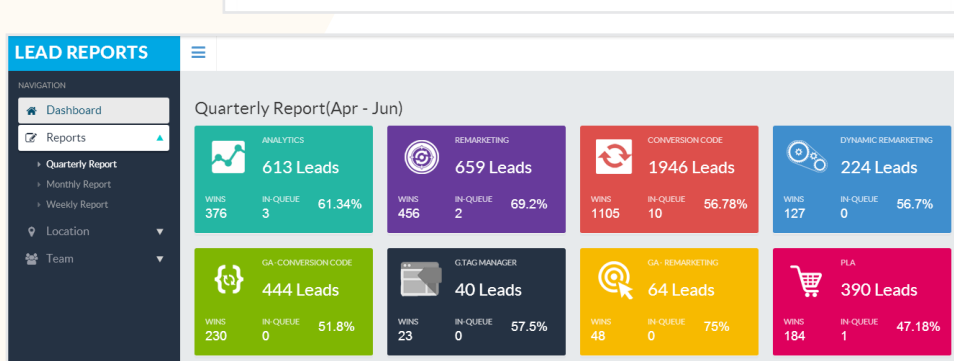 LEAD REPORTS
NAVIGATION
Dashboard
Reports
Quarterly Report
Monthly Report
Weekly Report
Location
Team
Quarterly Report(Apr - Jun)
ANALYTICS
613 Leads
WINS IN-QUEUE
376 3 61.34%
REMARKETING
659 Leads
WINS IN-QUEUE
456 2 69.2%
CONVERSION CODE
1946 Leads
WINS IN-QUEUE
1105 10 56.78%
DYNAMIC REMARKETING
224 Leads
WINS IN-QUEUE
127 0 56.7%
GA - CONVERSION CODE
444 Leads
WINS IN-QUEUE
230 0 51.8%
G.TAG MANAGER
40 Leads
WINS IN-QUEUE
23 0 57.5%
GA - REMARKETING
64 Leads
WINS IN-QUEUE
48 0 75%
PLA
390 Leads
WINS IN-QUEUE
184 1 47.18%